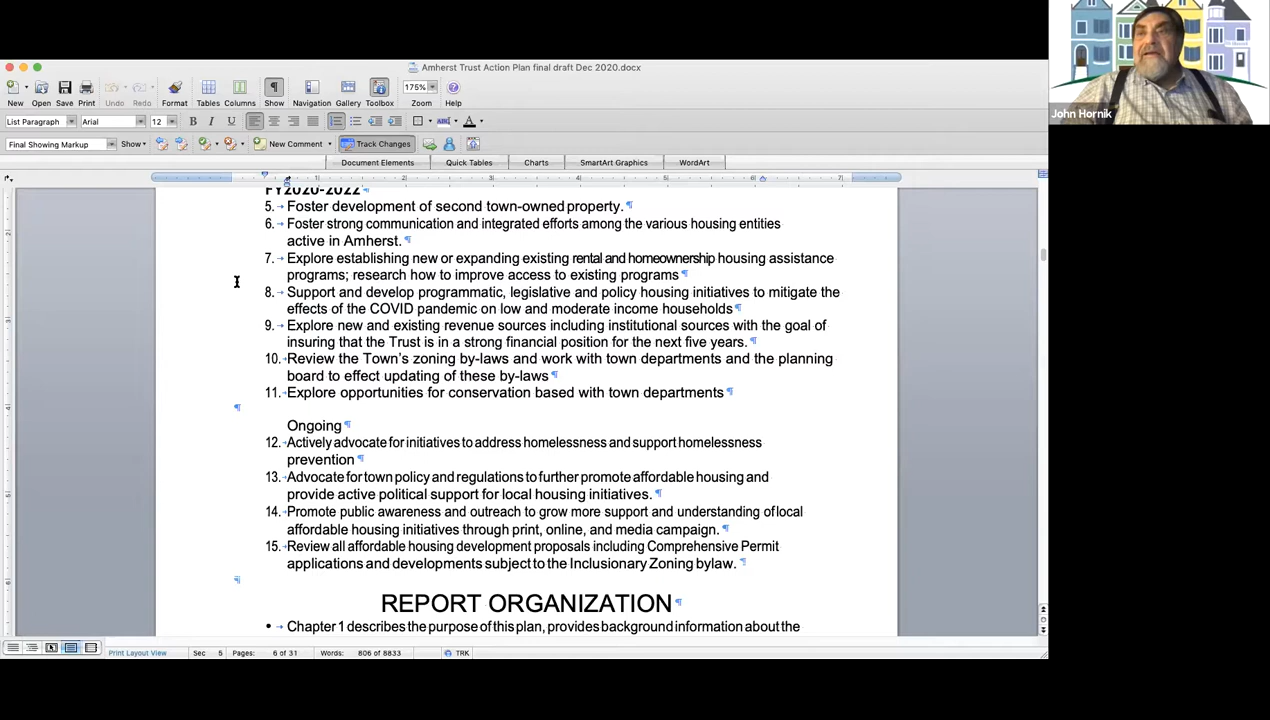 Amherst Trust Action Plan final draft Dec 2020.docx
175%
New Open Save Print Undo Redo Format Tables Columns Show Navigation Gallery Toolbox Zoom Help
List Paragraph Arial 12 B I U
Final Showing Markup Show New Comment Track Changes
Document Elements Quick Tables Charts SmartArt Graphics WordArt
John Hornik
FY2020-2022
5. Foster development of second town-owned property.
6. Foster strong communication and integrated efforts among the various housing entities
active in Amherst.
7. Explore establishing new or expanding existing rental and homeownership housing assistance
programs; research how to improve access to existing programs
8. Support and develop programmatic, legislative and policy housing initiatives to mitigate the
effects of the COVID pandemic on low and moderate income households
9. Explore new and existing revenue sources including institutional sources with the goal of
insuring that the Trust is in a strong financial position for the next five years.
10. Review the Town's zoning by-laws and work with town departments and the planning
board to effect updating of these by-laws
11. Explore opportunities for conservation based with town departments
Ongoing
12. Actively advocate for initiatives to address homelessness and support homelessness
prevention
13. Advocate for town policy and regulations to further promote affordable housing and
provide active political support for local housing initiatives.
14. Promote public awareness and outreach to grow more support and understanding of local
affordable housing initiatives through print, online, and media campaign.
15. Review all affordable housing development proposals including Comprehensive Permit
applications and developments subject to the Inclusionary Zoning bylaw.
REPORT ORGANIZATION
• Chapter 1 describes the purpose of this plan, provides background information about the
Print Layout View Sec 5 Pages: 6 of 31 Words: 806 of 8833 TRK